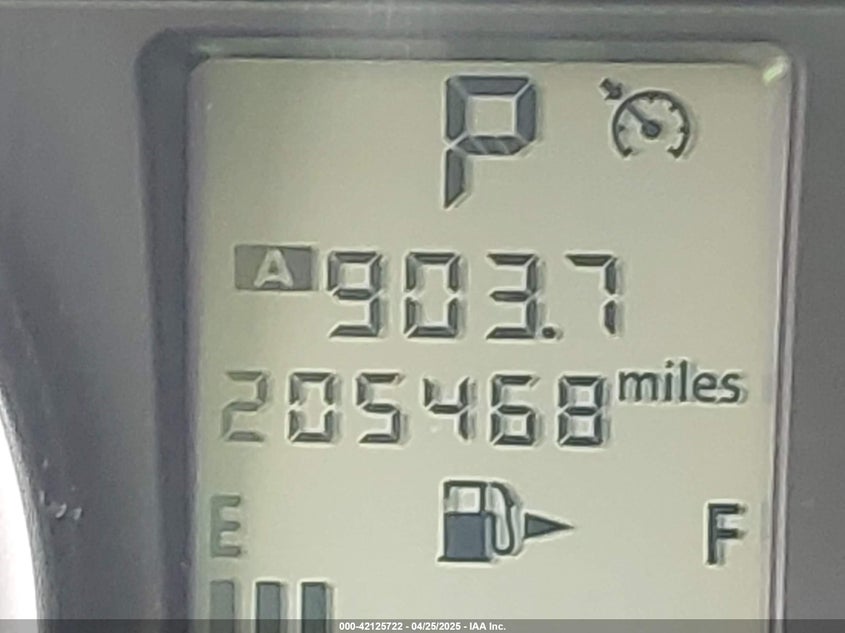 P
A 903.7
205468 miles
E F
000-42125722 - 04/25/2025 - IAA Inc.